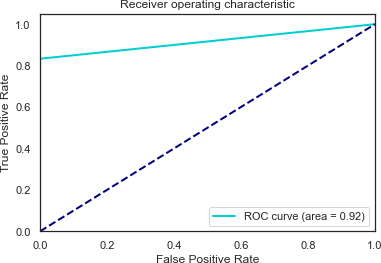 Receiver operating characteristic
1.0
0.8
0.6
0.4
0.2
0.0
True Positive Rate
ROC curve (area = 0.92)
0.0 0.2 0.4 0.6 0.8 1.0
False Positive Rate